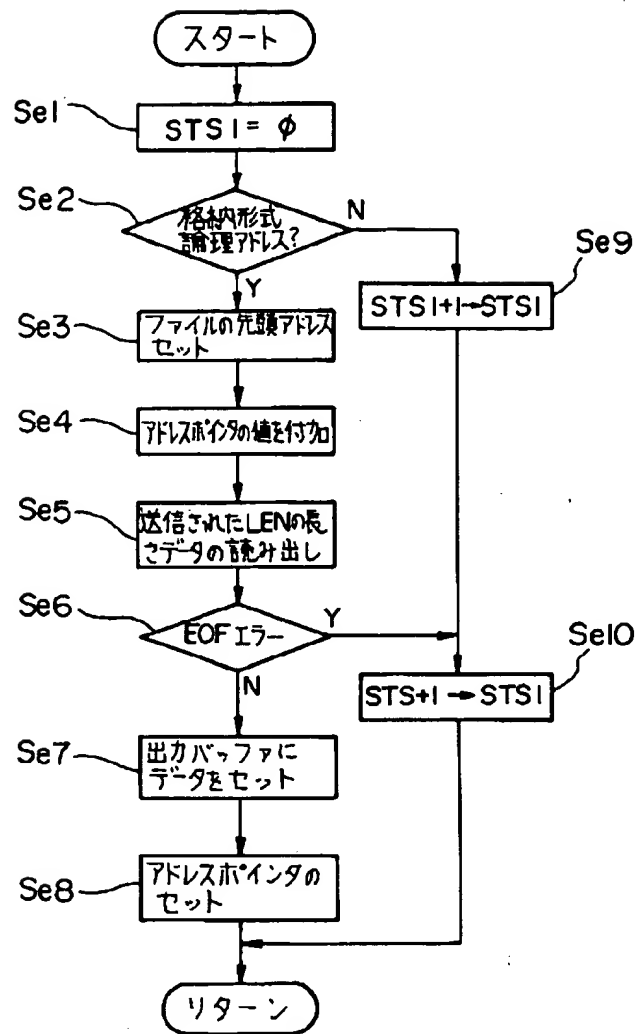 スタート
Se1
STS1 = φ
Se2
格納形式
論理アドレス?
N
Y
Se9
STS1+1→STS1
Se3
ファイルの先頭アドレス
セット
Se4
アドレスポインタの値を付加
Se5
送信されたLENの長
さデータの読み出し
Se6
EOFエラー
Y
N
Se10
STS+1→STS1
Se7
出力バッファに
データをセット
Se8
アドレスポインタの
セット
リターン